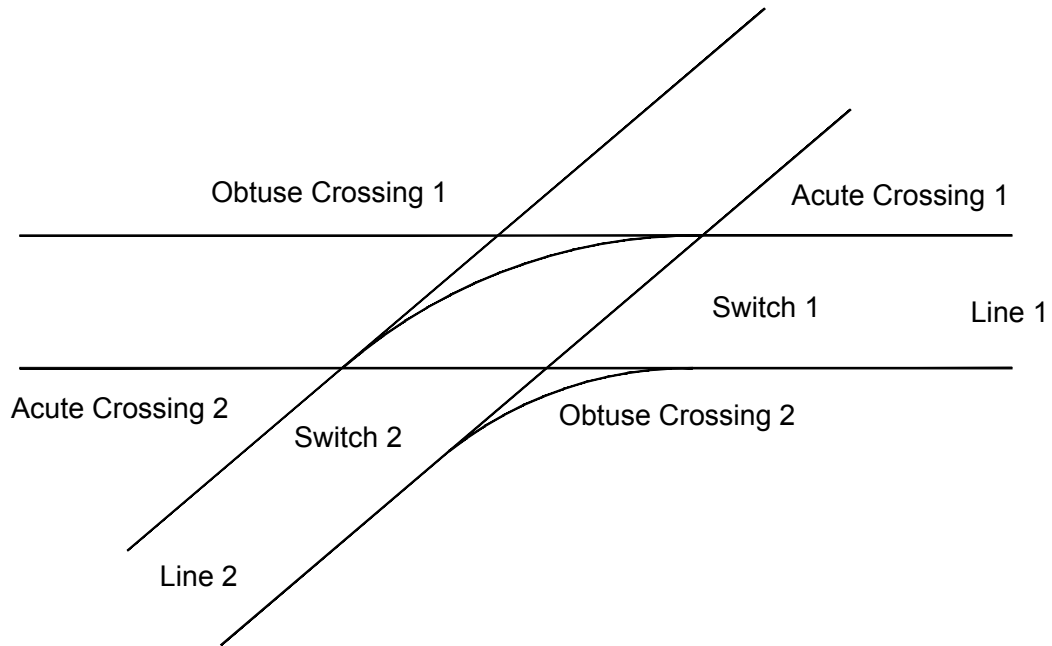 Obtuse Crossing 1
Acute Crossing 1
Switch 1
Line 1
Acute Crossing 2
Switch 2
Obtuse Crossing 2
Line 2